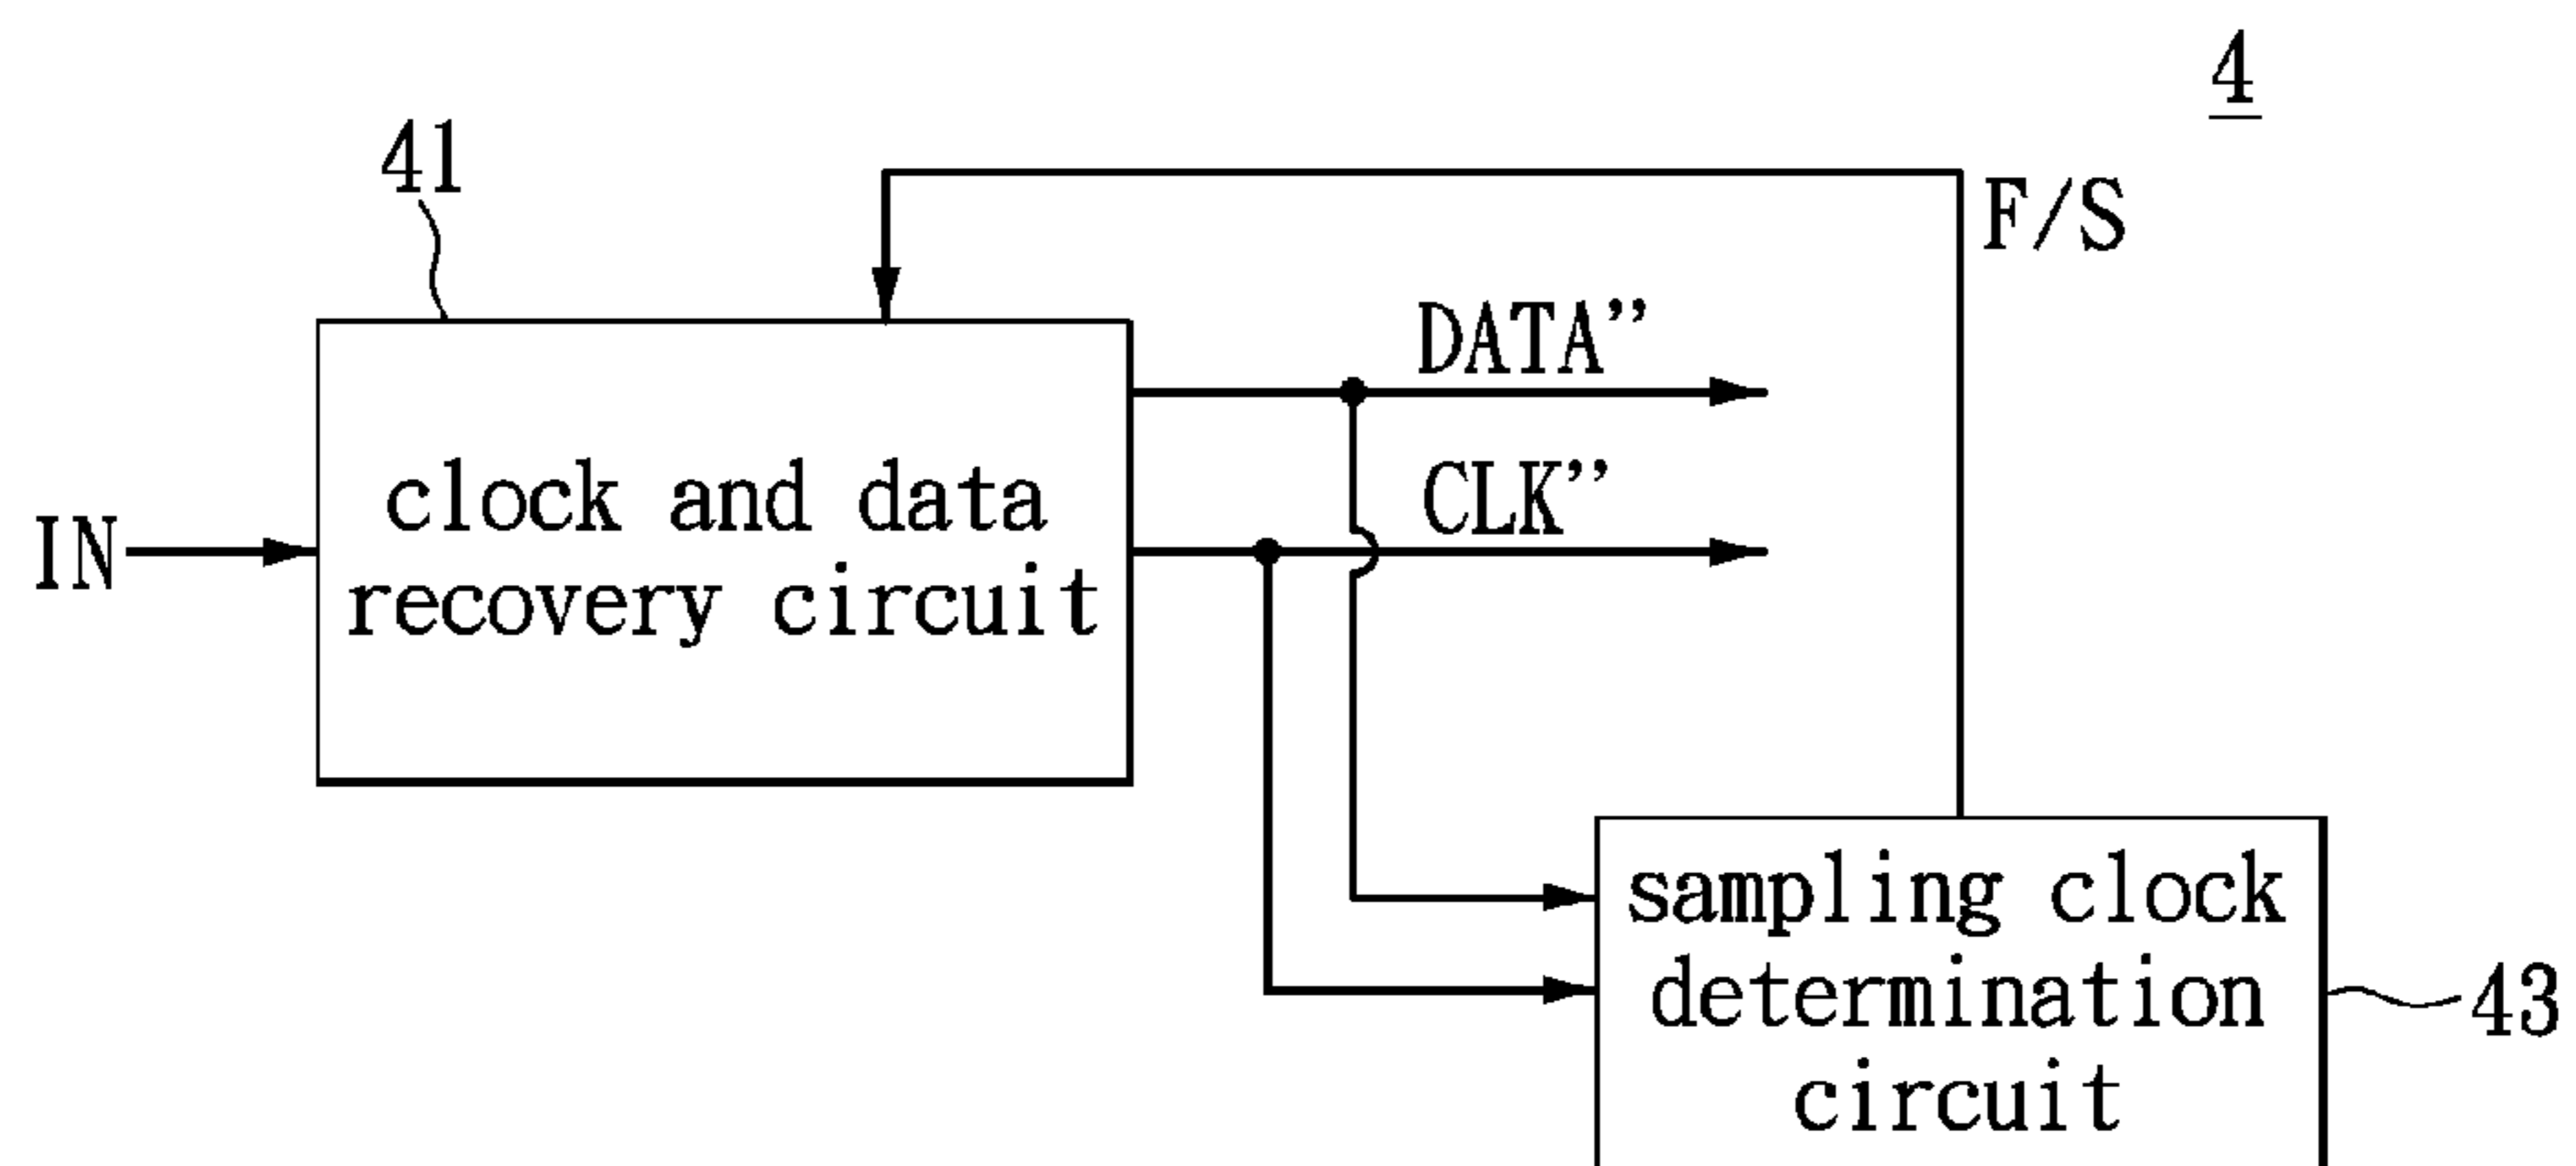 4
41
F/S
DATA”
CLK”
IN
clock and data
recovery circuit
sampling clock
determination
circuit
43